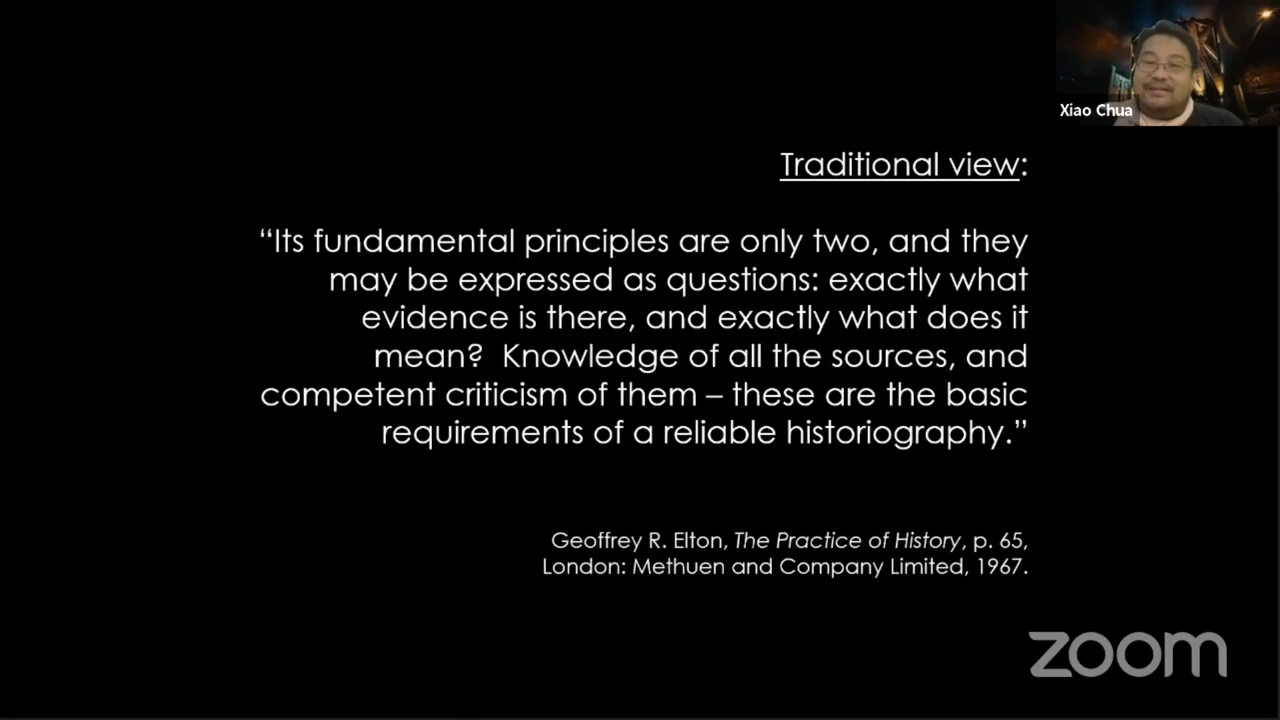 Xiao Chua
Traditional view:
“Its fundamental principles are only two, and they
may be expressed as questions: exactly what
evidence is there, and exactly what does it
mean?  Knowledge of all the sources, and
competent criticism of them – these are the basic
requirements of a reliable historiography.”
Geoffrey R. Elton, The Practice of History, p. 65,
London: Methuen and Company Limited, 1967.
zoom